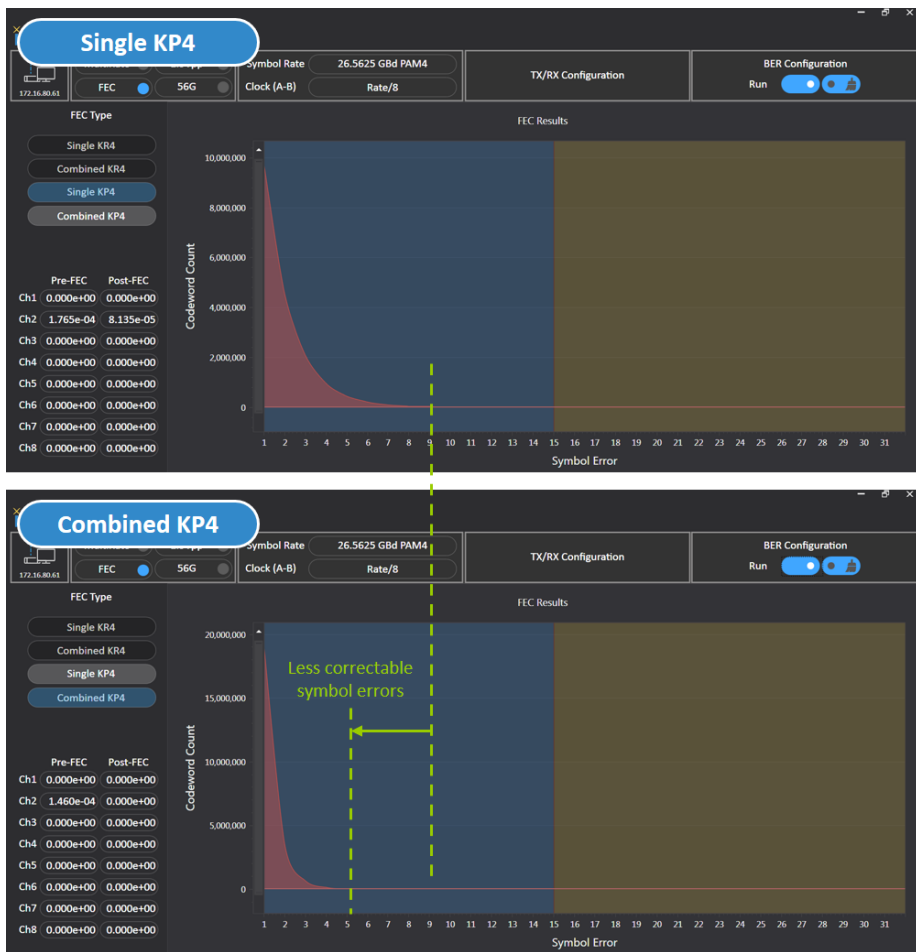 Single KP4
172.16.80.61
FEC
56G
Symbol Rate
26.5625 GBd PAM4
Clock (A-B)
Rate/8
TX/RX Configuration
BER Configuration
Run
FEC Type
Single KR4
Combined KR4
Single KP4
Combined KP4
Pre-FEC Post-FEC
Ch1 0.000e+00 0.000e+00
Ch2 1.765e-04 8.135e-05
Ch3 0.000e+00 0.000e+00
Ch4 0.000e+00 0.000e+00
Ch5 0.000e+00 0.000e+00
Ch6 0.000e+00 0.000e+00
Ch7 0.000e+00 0.000e+00
Ch8 0.000e+00 0.000e+00
FEC Results
Codeword Count
10,000,000
8,000,000
6,000,000
4,000,000
2,000,000
0
1 2 3 4 5 6 7 8 9 10 11 12 13 14 15 16 17 18 19 20 21 22 23 24 25 26 27 28 29 30 31
Symbol Error
Combined KP4
172.16.80.61
FEC
56G
Symbol Rate
26.5625 GBd PAM4
Clock (A-B)
Rate/8
TX/RX Configuration
BER Configuration
Run
FEC Type
Single KR4
Combined KR4
Single KP4
Combined KP4
Pre-FEC Post-FEC
Ch1 0.000e+00 0.000e+00
Ch2 1.460e-04 0.000e+00
Ch3 0.000e+00 0.000e+00
Ch4 0.000e+00 0.000e+00
Ch5 0.000e+00 0.000e+00
Ch6 0.000e+00 0.000e+00
Ch7 0.000e+00 0.000e+00
Ch8 0.000e+00 0.000e+00
FEC Results
Codeword Count
20,000,000
15,000,000
10,000,000
5,000,000
0
Less correctable
symbol errors
1 2 3 4 5 6 7 8 9 10 11 12 13 14 15 16 17 18 19 20 21 22 23 24 25 26 27 28 29 30 31
Symbol Error